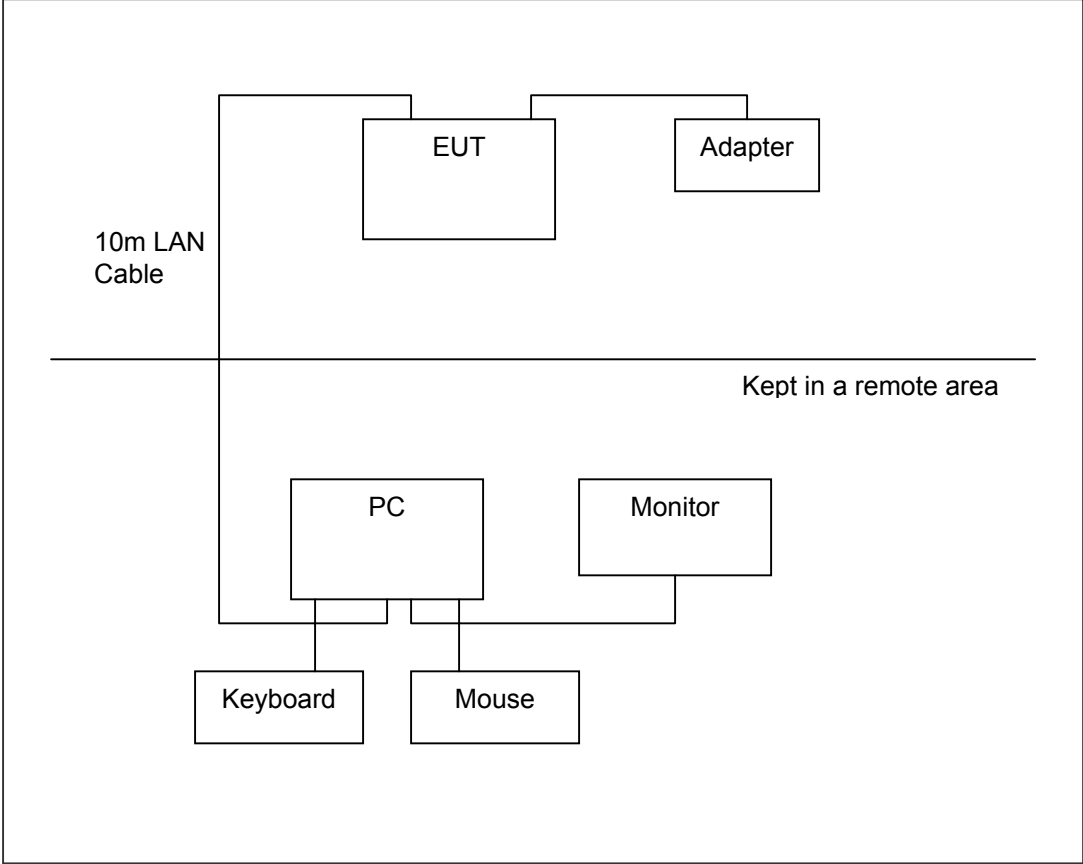 EUT
Adapter
10m LAN
Cable
Kept in a remote area
PC
Monitor
Keyboard
Mouse